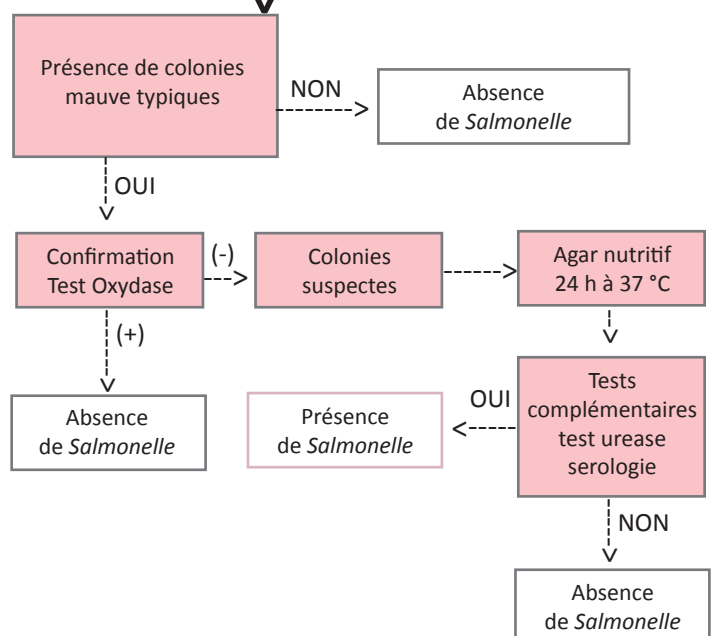 Présence de colonies
mauve typiques
NON
Absence
de Salmonelle
OUI
Confirmation
Test Oxydase
(-)
Colonies
suspectes
Agar nutritif
24 h à 37 °C
(+)
Absence
de Salmonelle
Présence
de Salmonelle
OUI
Tests
complémentaires
test urease
serologie
NON
Absence
de Salmonelle